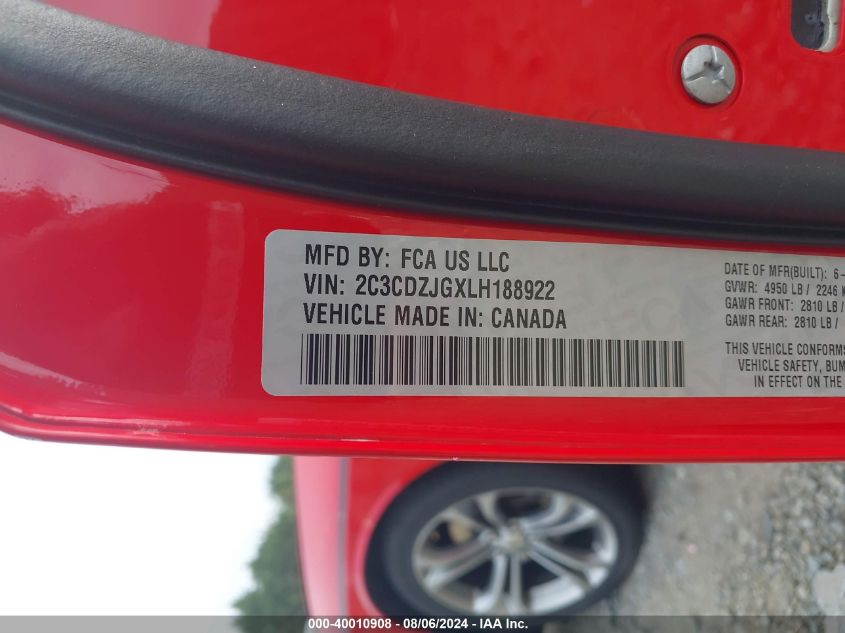 MFD BY: FCA US LLC
VIN: 2C3CDZJGXLH188922
VEHICLE MADE IN: CANADA
DATE OF MFR(BUILT): 6-
GVWR: 4950 LB / 2246 K
GAWR FRONT: 2810 LB /
GAWR REAR: 2810 LB /
THIS VEHICLE CONFORMS
VEHICLE SAFETY, BUM
IN EFFECT ON THE
000-40010908 - 08/06/2024 - IAA, Inc.